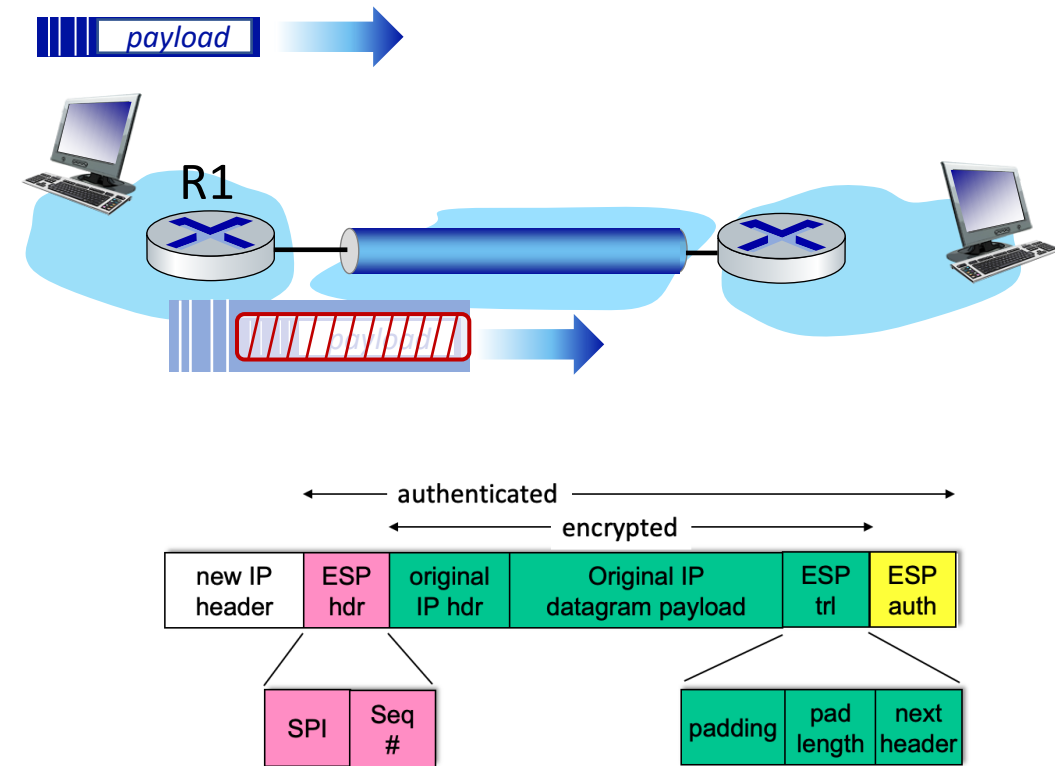 payload
R1
payload
authenticated
encrypted
new IP
header
ESP
hdr
original
IP hdr
Original IP
datagram payload
ESP
trl
ESP
auth
SPI
Seq
#
padding
pad
length
next
header